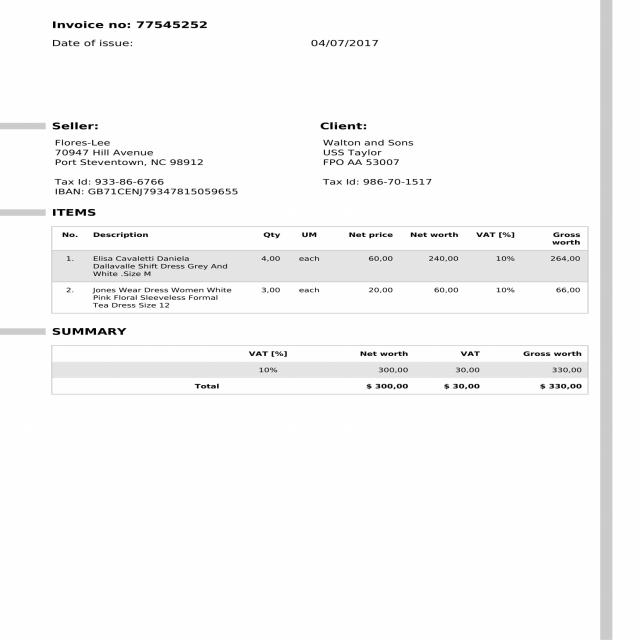 Invoice no: 77545252
Date of issue: 04/07/2017
Seller: Client:
Flores-Lee Walton and Sons
70947 Hill Avenue USS Taylor
Port Steventown, NC 98912 FPO AA 53007
Tax Id: 933-86-6766 Tax Id: 986-70-1517
IBAN: GB71CENJ79347815059655
ITEMS
No. Description Qty UM Net price Net worth VAT [%] Gross
worth
1. Elisa Cavaletti Daniela 4,00 each 60,00 240,00 10% 264,00
Dallavalle Shift Dress Grey And
White .Size M
2. Jones Wear Dress Women White 3,00 each 20,00 60,00 10% 66,00
Pink Floral Sleeveless Formal
Tea Dress Size 12
SUMMARY
VAT [%] Net worth VAT Gross worth
10% 300,00 30,00 330,00
Total $ 300,00 $ 30,00 $ 330,00